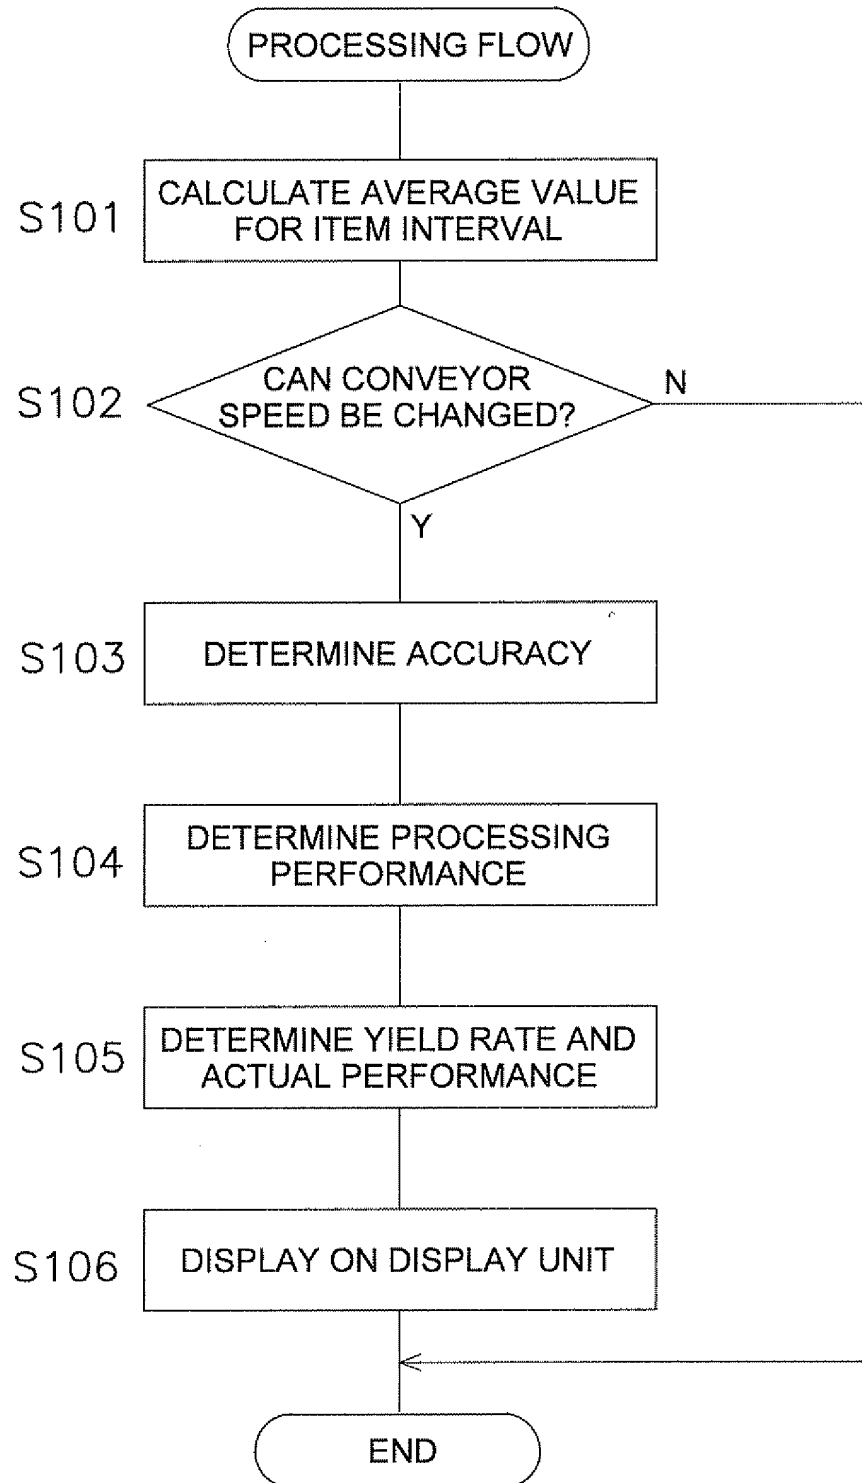 PROCESSING FLOW
S101
CALCULATE AVERAGE VALUE
FOR ITEM INTERVAL
S102
CAN CONVEYOR
SPEED BE CHANGED?
N
Y
S103
DETERMINE ACCURACY
S104
DETERMINE PROCESSING
PERFORMANCE
S105
DETERMINE YIELD RATE AND
ACTUAL PERFORMANCE
S106
DISPLAY ON DISPLAY UNIT
END